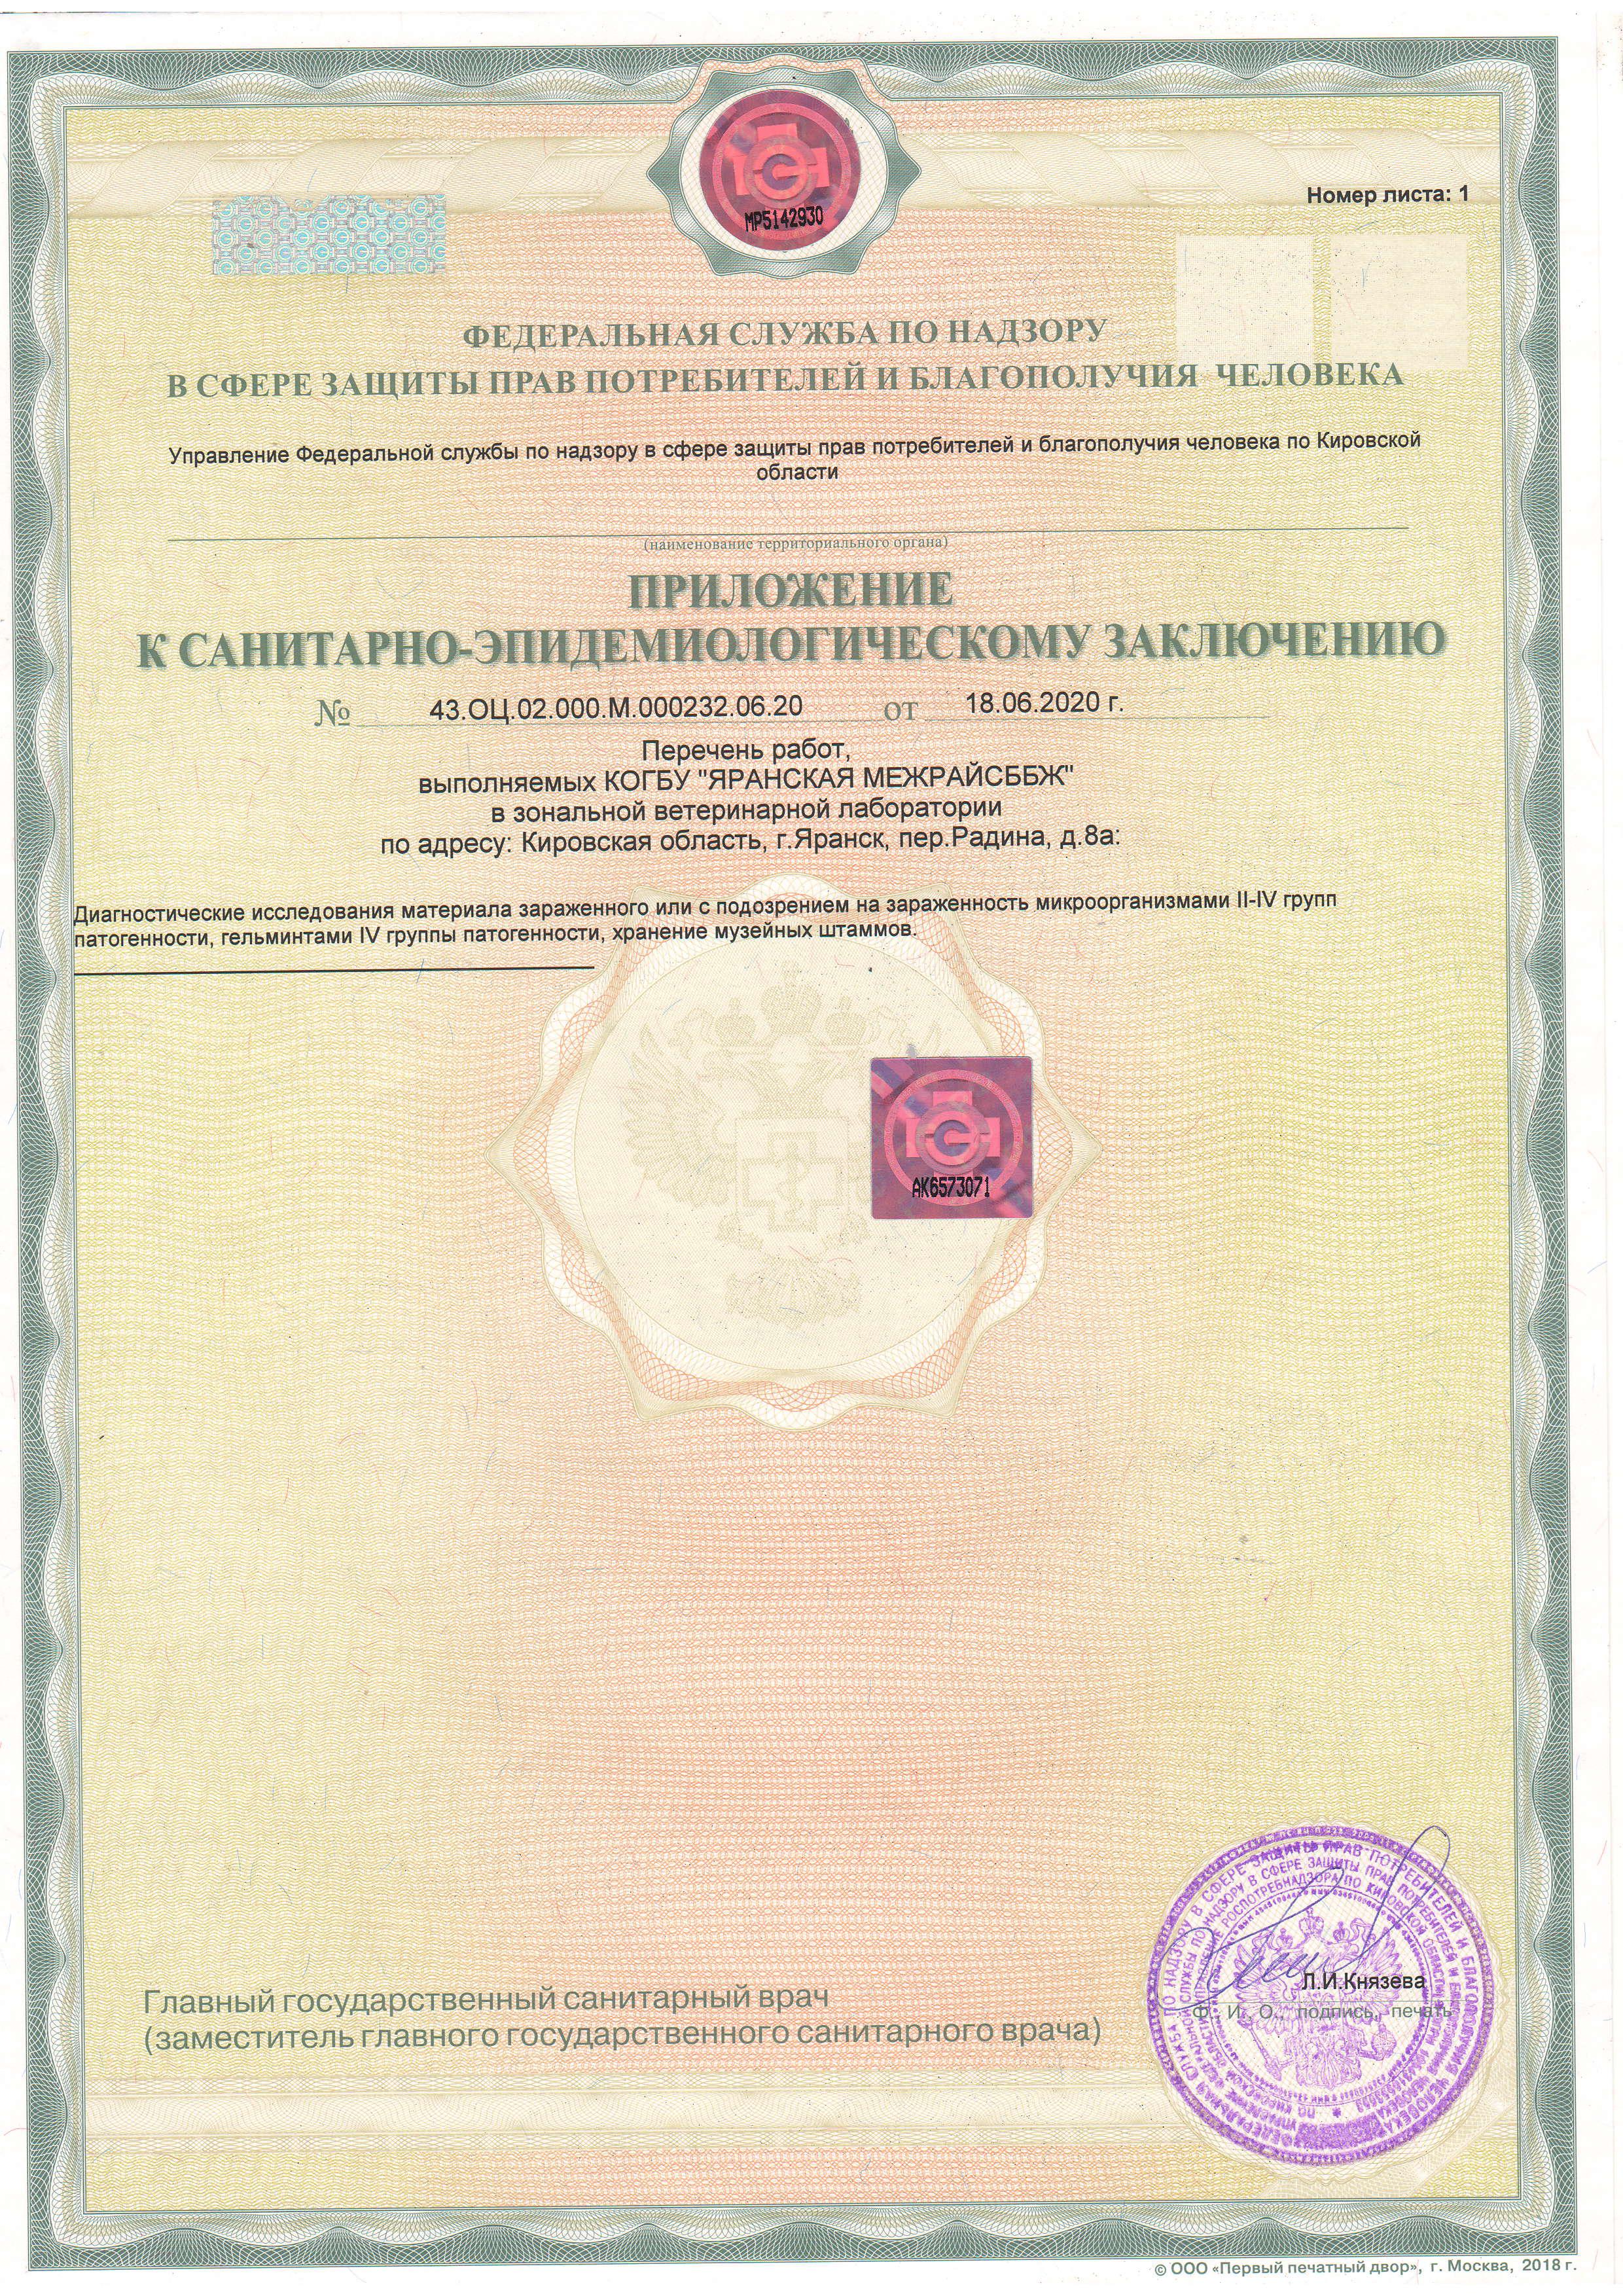 МР5142930
Номер листа: 1
ФЕДЕРАЛЬНАЯ СЛУЖБА ПО НАДЗОРУ
В СФЕРЕ ЗАЩИТЫ ПРАВ ПОТРЕБИТЕЛЕЙ И БЛАГОПОЛУЧИЯ ЧЕЛОВЕКА
Управление Федеральной службы по надзору в сфере защиты прав потребителей и благополучия человека по Кировской
области
(наименование территориального органа)
ПРИЛОЖЕНИЕ
К САНИТАРНО-ЭПИДЕМИОЛОГИЧЕСКОМУ ЗАКЛЮЧЕНИЮ
№ 43.ОЦ.02.000.М.000232.06.20 от 18.06.2020 г.
Перечень работ,
выполняемых КОГБУ "ЯРАНСКАЯ МЕЖРАЙСББЖ"
в зональной ветеринарной лаборатории
по адресу: Кировская область, г.Яранск, пер.Радина, д.8а:
Диагностические исследования материала зараженного или с подозрением на зараженность микроорганизмами II-IV групп
патогенности, гельминтами IV группы патогенности, хранение музейных штаммов.
АК6573071
Главный государственный санитарный врач
(заместитель главного государственного санитарного врача)
Л.И.Князева
Ф. И. О., подпись, печать
© ООО «Первый печатный двор», г. Москва, 2018 г.